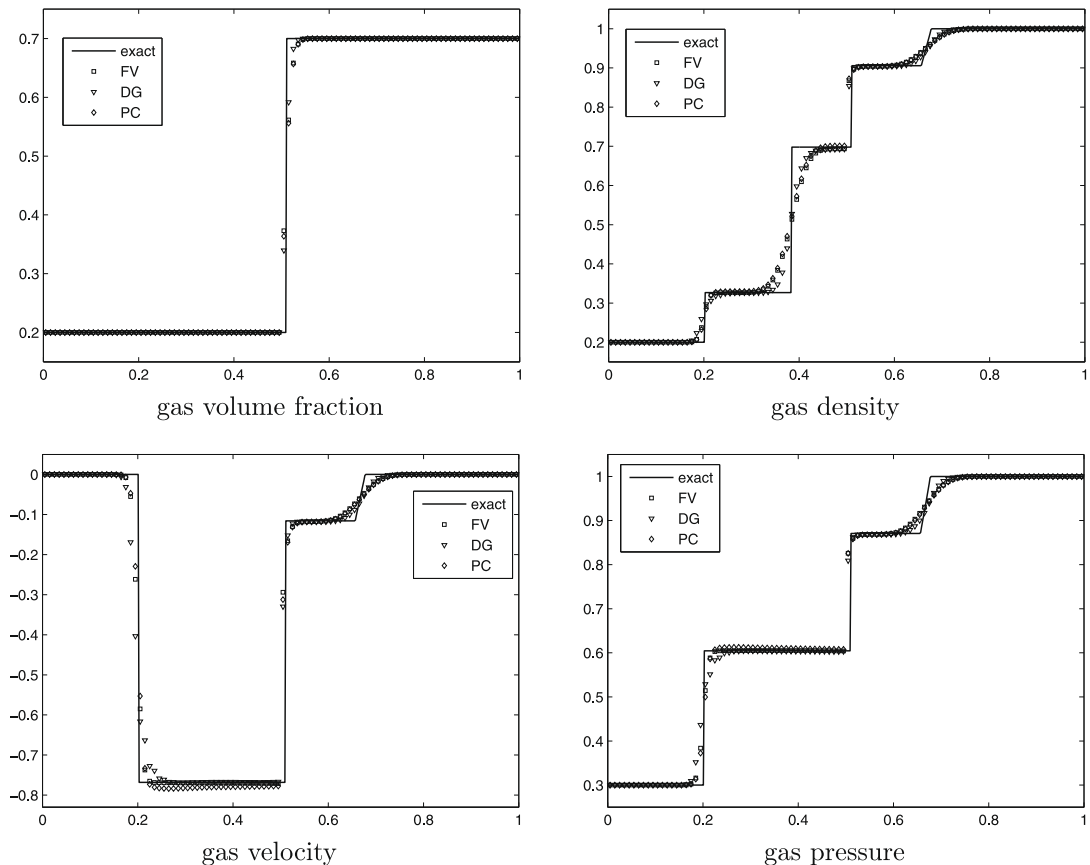 0.7
0.6
0.5
0.4
0.3
0.2
exact
FV
DG
PC
0 0.2 0.4 0.6 0.8 1
gas volume fraction
1
0.9
0.8
0.7
0.6
0.5
0.4
0.3
0.2
exact
FV
DG
PC
0 0.2 0.4 0.6 0.8 1
gas density
0
−0.1
−0.2
−0.3
−0.4
−0.5
−0.6
−0.7
−0.8
exact
FV
DG
PC
0 0.2 0.4 0.6 0.8 1
gas velocity
1
0.9
0.8
0.7
0.6
0.5
0.4
0.3
exact
FV
DG
PC
0 0.2 0.4 0.6 0.8 1
gas pressure